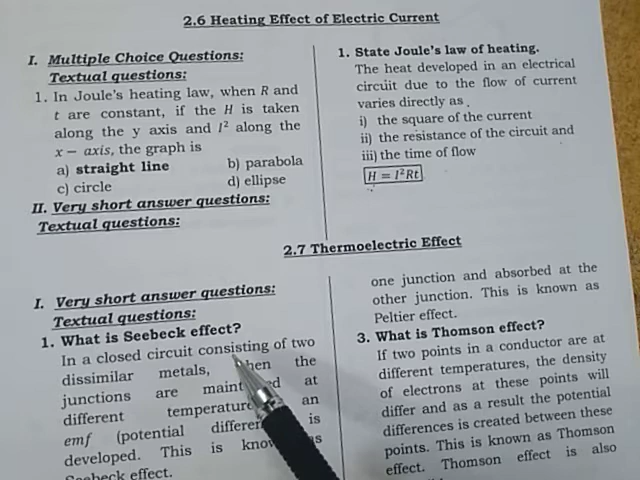 2.6 Heating Effect of Electric Current
I. Multiple Choice Questions:
Textual questions:
1. In Joule's heating law, when R and
t are constant, if the H is taken
along the y axis and I² along the
x – axis, the graph is
a) straight line b) parabola
c) circle d) ellipse
II. Very short answer questions:
Textual questions:
1. State Joule's law of heating.
The heat developed in an electrical
circuit due to the flow of current
varies directly as
i) the square of the current
ii) the resistance of the circuit and
iii) the time of flow
H = I²Rt
2.7 Thermoelectric Effect
I. Very short answer questions:
Textual questions:
1. What is Seebeck effect?
In a closed circuit consisting of two
dissimilar metals, the
junctions are at
different an
emf (potential is
developed. This is
Seebeck effect.
one junction and absorbed at the
other junction. This is known as
Peltier effect.
3. What is Thomson effect?
If two points in a conductor are at
different temperatures, the density
of electrons at these points will
differ and as a result the potential
differences is created between these
points. This is known as Thomson
effect. Thomson effect is also